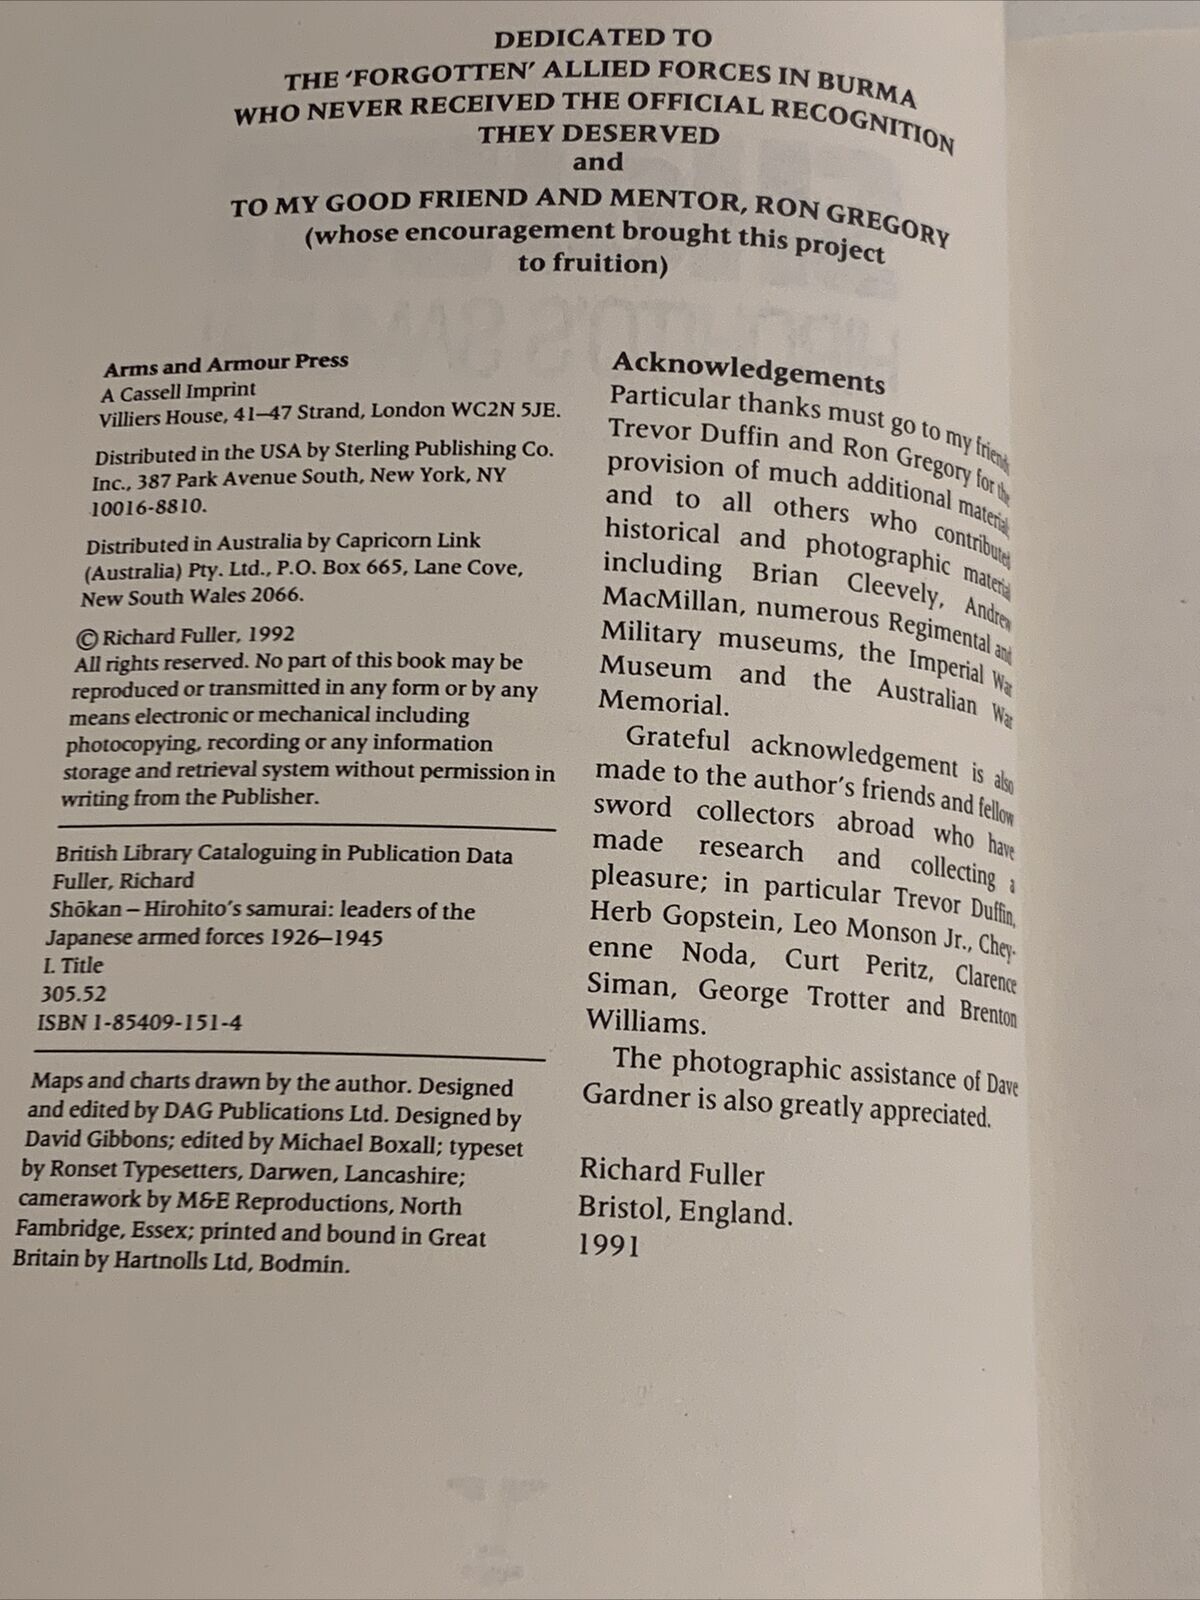 DEDICATED TO
THE ‘FORGOTTEN’ ALLIED FORCES IN BURMA
WHO NEVER RECEIVED THE OFFICIAL RECOGNITION
THEY DESERVED
and
TO MY GOOD FRIEND AND MENTOR, RON GREGORY
(whose encouragement brought this project
to fruition)
Arms and Armour Press
A Cassell Imprint
Villiers House, 41–47 Strand, London WC2N 5JE.
Distributed in the USA by Sterling Publishing Co.
Inc., 387 Park Avenue South, New York, NY
10016-8810.
Distributed in Australia by Capricorn Link
(Australia) Pty. Ltd., P.O. Box 665, Lane Cove,
New South Wales 2066.
© Richard Fuller, 1992
All rights reserved. No part of this book may be
reproduced or transmitted in any form or by any
means electronic or mechanical including
photocopying, recording or any information
storage and retrieval system without permission in
writing from the Publisher.
British Library Cataloguing in Publication Data
Fuller, Richard
Shōkan – Hirohito’s samurai: leaders of the
Japanese armed forces 1926–1945
I. Title
305.52
ISBN 1-85409-151-4
Maps and charts drawn by the author. Designed
and edited by DAG Publications Ltd. Designed by
David Gibbons; edited by Michael Boxall; typeset
by Ronset Typesetters, Darwen, Lancashire;
camerawork by M&E Reproductions, North
Fambridge, Essex; printed and bound in Great
Britain by Hartnolls Ltd, Bodmin.
Acknowledgements
Particular thanks must go to my friends
Trevor Duffin and Ron Gregory for the
provision of much additional material
and to all others who contributed
historical and photographic material
including Brian Cleevely, Andrew
MacMillan, numerous Regimental and
Military museums, the Imperial War
Museum and the Australian War
Memorial.
Grateful acknowledgement is also
made to the author’s friends and fellow
sword collectors abroad who have
made research and collecting a
pleasure; in particular Trevor Duffin,
Herb Gopstein, Leo Monson Jr., Chey-
enne Noda, Curt Peritz, Clarence
Siman, George Trotter and Brenton
Williams.
The photographic assistance of Dave
Gardner is also greatly appreciated.
Richard Fuller
Bristol, England.
1991